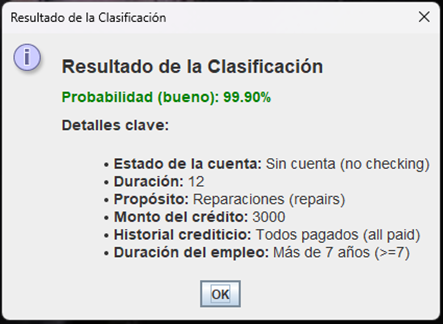 Resultado de la Clasificación
Resultado de la Clasificación
Probabilidad (bueno): 99.90%
Detalles clave:
• Estado de la cuenta: Sin cuenta (no checking)
• Duración: 12
• Propósito: Reparaciones (repairs)
• Monto del crédito: 3000
• Historial crediticio: Todos pagados (all paid)
• Duración del empleo: Más de 7 años (>=7)
OK